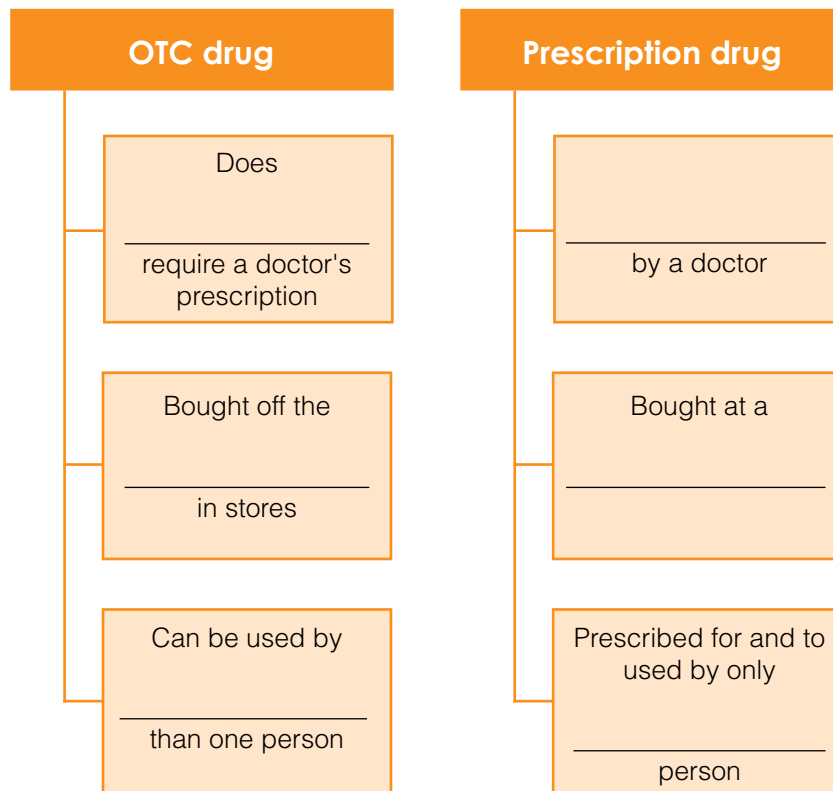 OTC drug
Does
require a doctor's
prescription
Bought off the
in stores
Can be used by
than one person
Prescription drug
by a doctor
Bought at a
Prescribed for and to
used by only
person